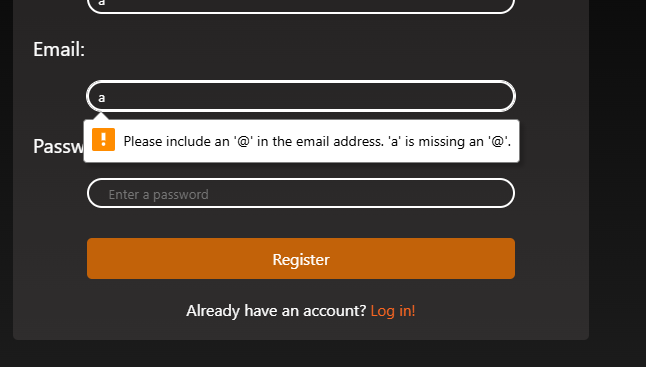 a
Email:
a
Please include an '@' in the email address. 'a' is missing an '@'.
Passw
Enter a password
Register
Already have an account? Log in!